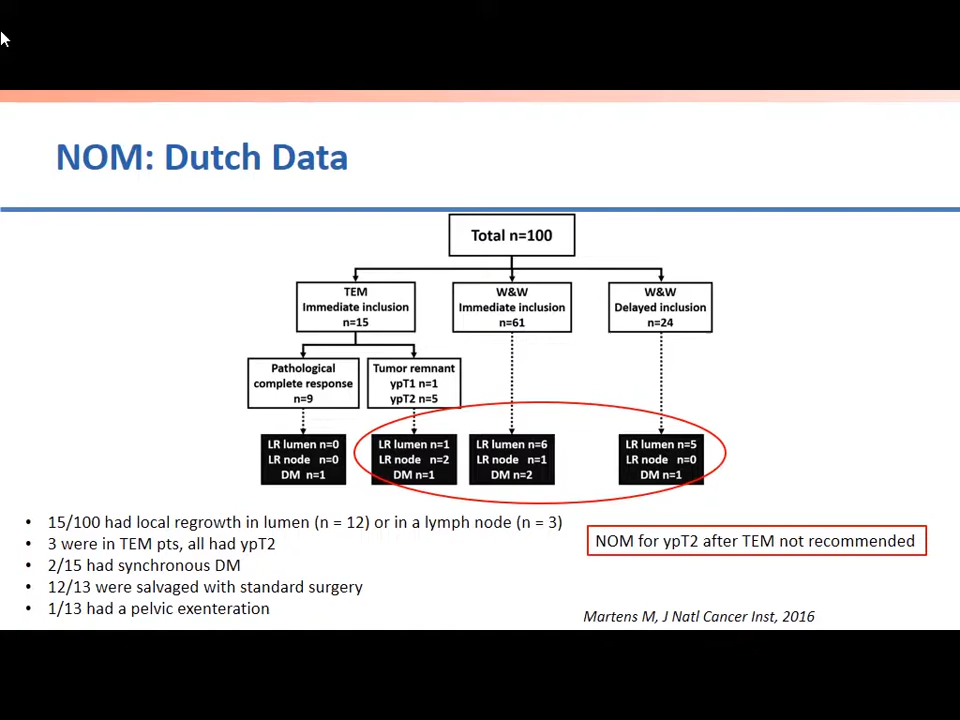 NOM: Dutch Data
Total n=100
TEM
Immediate inclusion
n=15
W&W
Immediate inclusion
n=61
W&W
Delayed inclusion
n=24
Pathological
complete response
n=9
Tumor remnant
ypT1 n=1
ypT2 n=5
LR lumen n=0
LR node n=0
DM n=1
LR lumen n=1
LR node n=2
DM n=1
LR lumen n=6
LR node n=1
DM n=2
LR lumen n=5
LR node n=0
DM n=1
• 15/100 had local regrowth in lumen (n = 12) or in a lymph node (n = 3)
• 3 were in TEM pts, all had ypT2
• 2/15 had synchronous DM
• 12/13 were salvaged with standard surgery
• 1/13 had a pelvic exenteration
NOM for ypT2 after TEM not recommended
Martens M, J Natl Cancer Inst, 2016